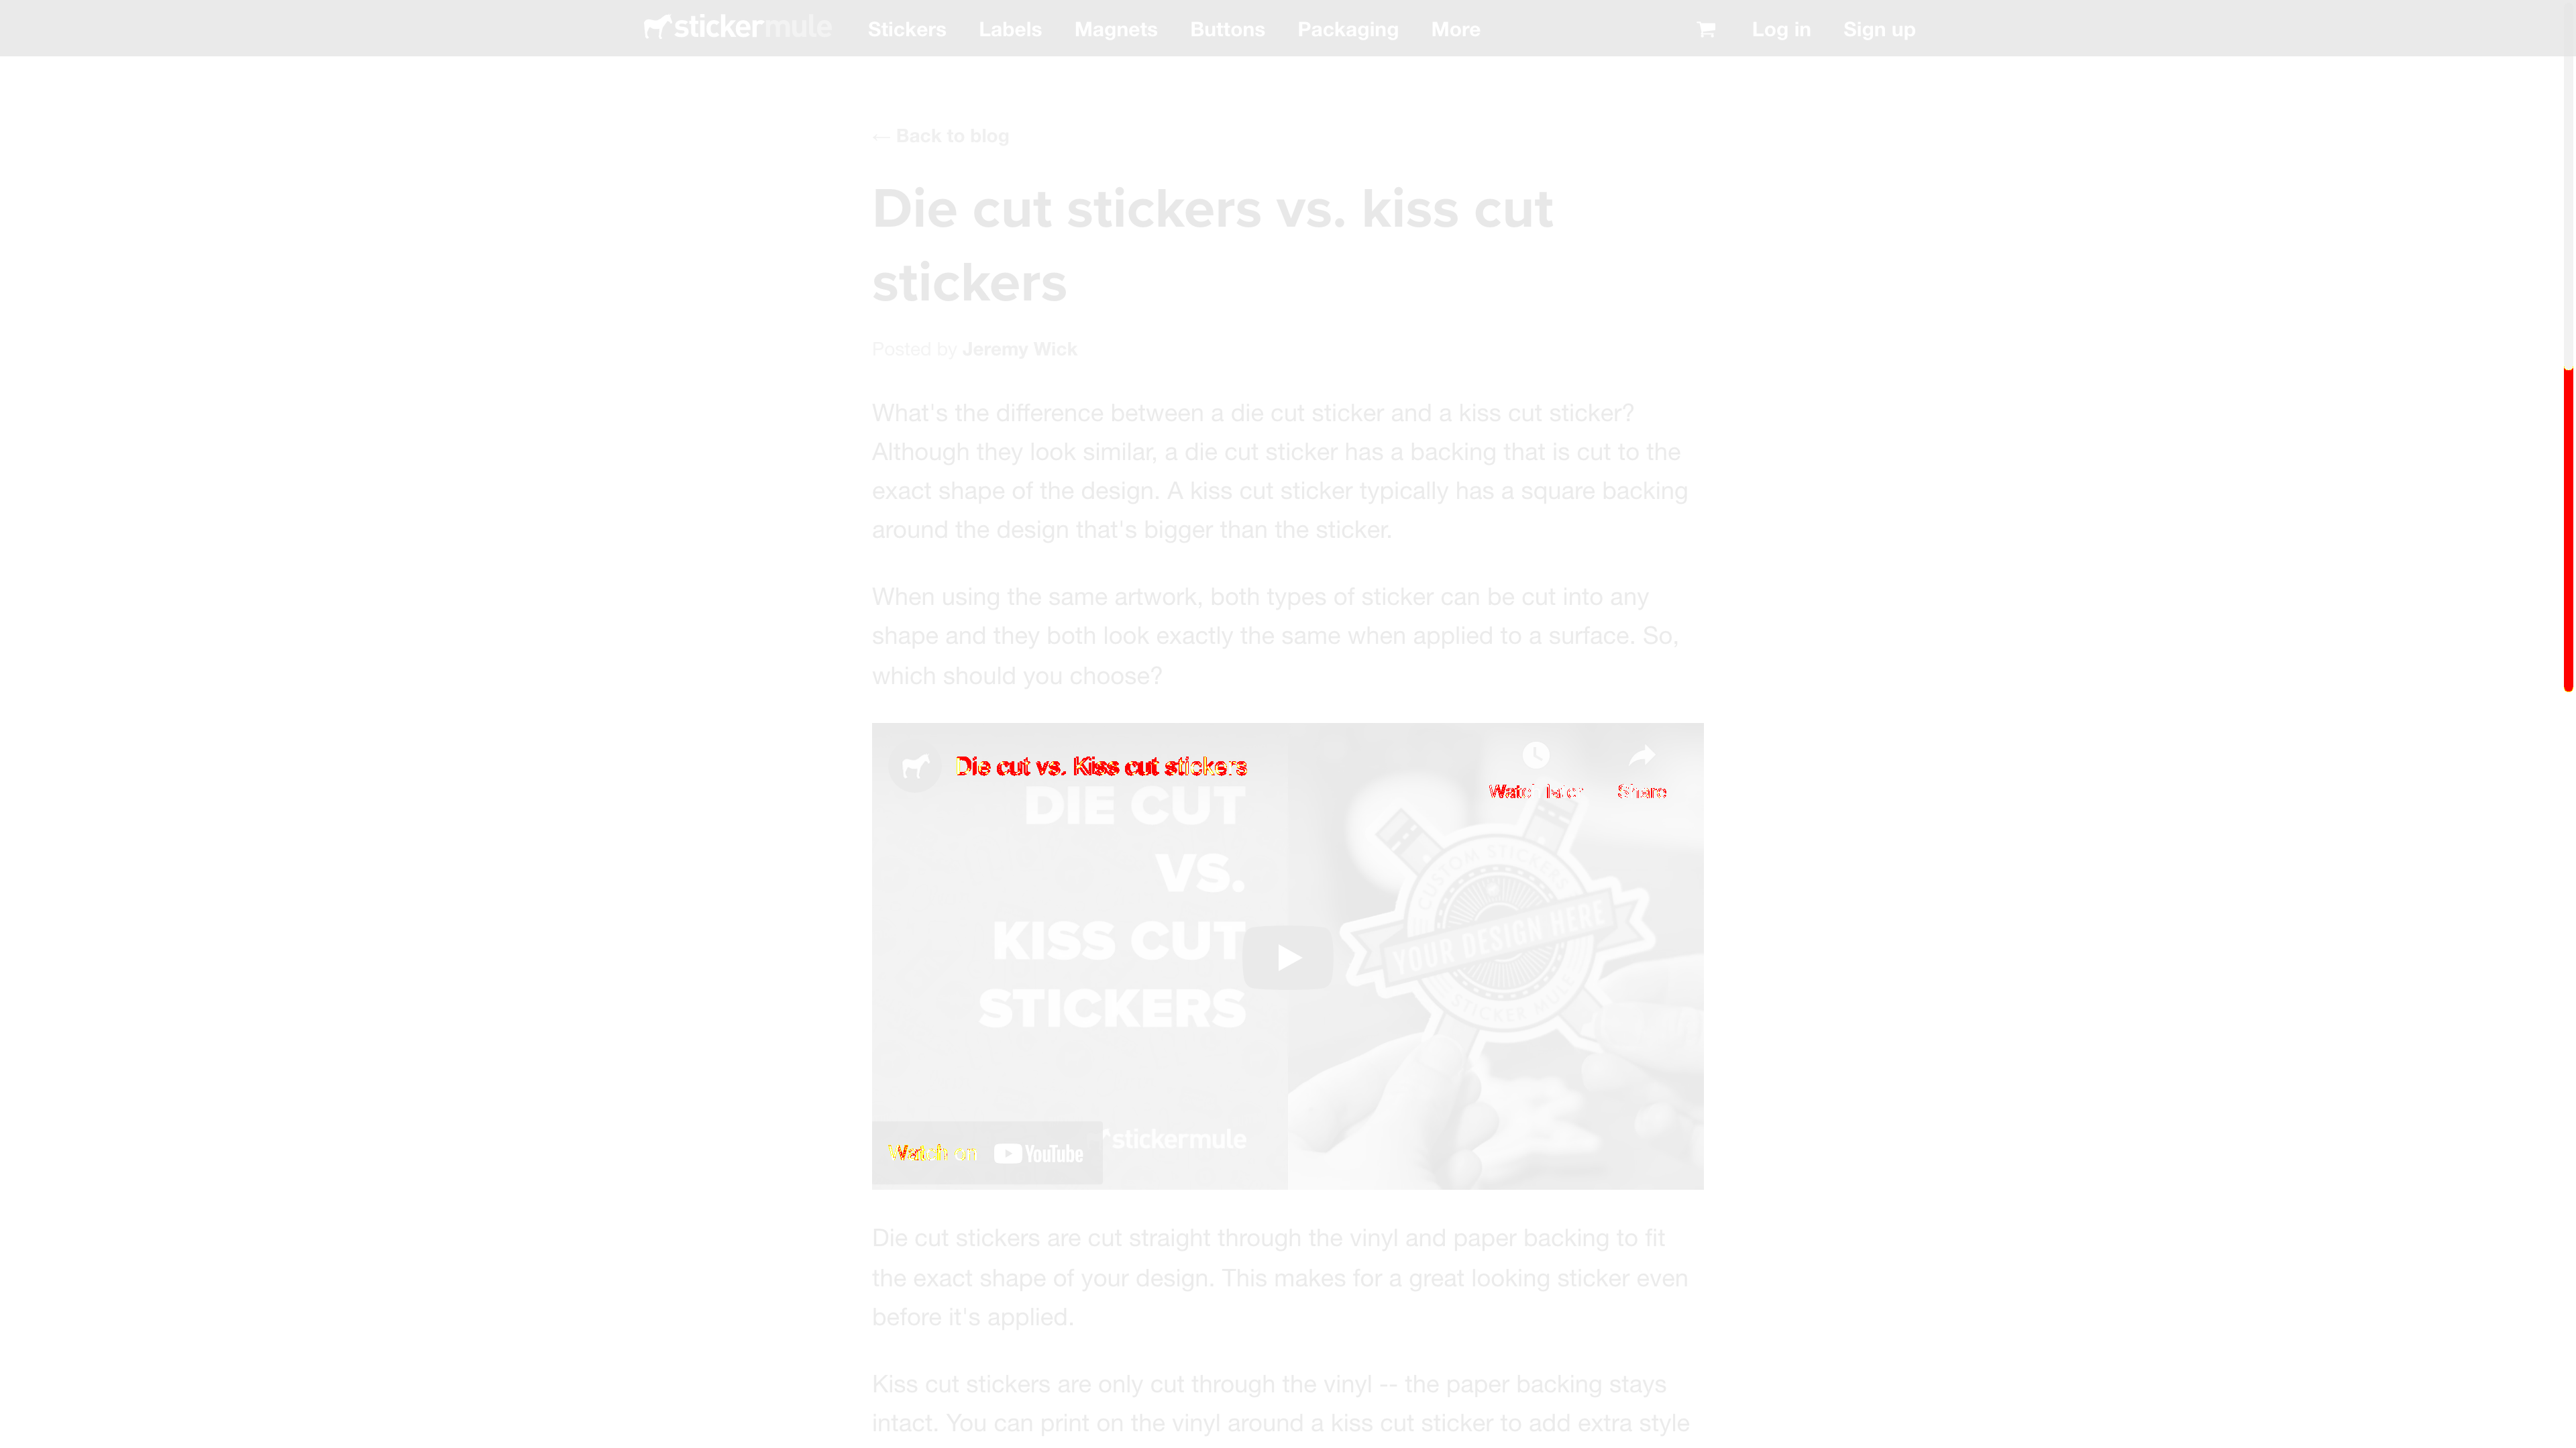 stickermule Stickers Labels Magnets Buttons Packaging More Log in Sign up
← Back to blog
Die cut stickers vs. kiss cut
stickers
Posted by Jeremy Wick
What's the difference between a die cut sticker and a kiss cut sticker?
Although they look similar, a die cut sticker has a backing that is cut to the
exact shape of the design. A kiss cut sticker typically has a square backing
around the design that's bigger than the sticker.
When using the same artwork, both types of sticker can be cut into any
shape and they both look exactly the same when applied to a surface. So,
which should you choose?
Die cut vs. Kiss cut stickers
Watch later Share
DIE CUT
VS.
KISS CUT
STICKERS
CUSTOM STICKERS
YOUR DESIGN HERE
STICKER MULE
stickermule
Watch on YouTube
Die cut stickers are cut straight through the vinyl and paper backing to fit
the exact shape of your design. This makes for a great looking sticker even
before it's applied.
Kiss cut stickers are only cut through the vinyl -- the paper backing stays
intact. You can print on the vinyl around a kiss cut sticker to add extra style